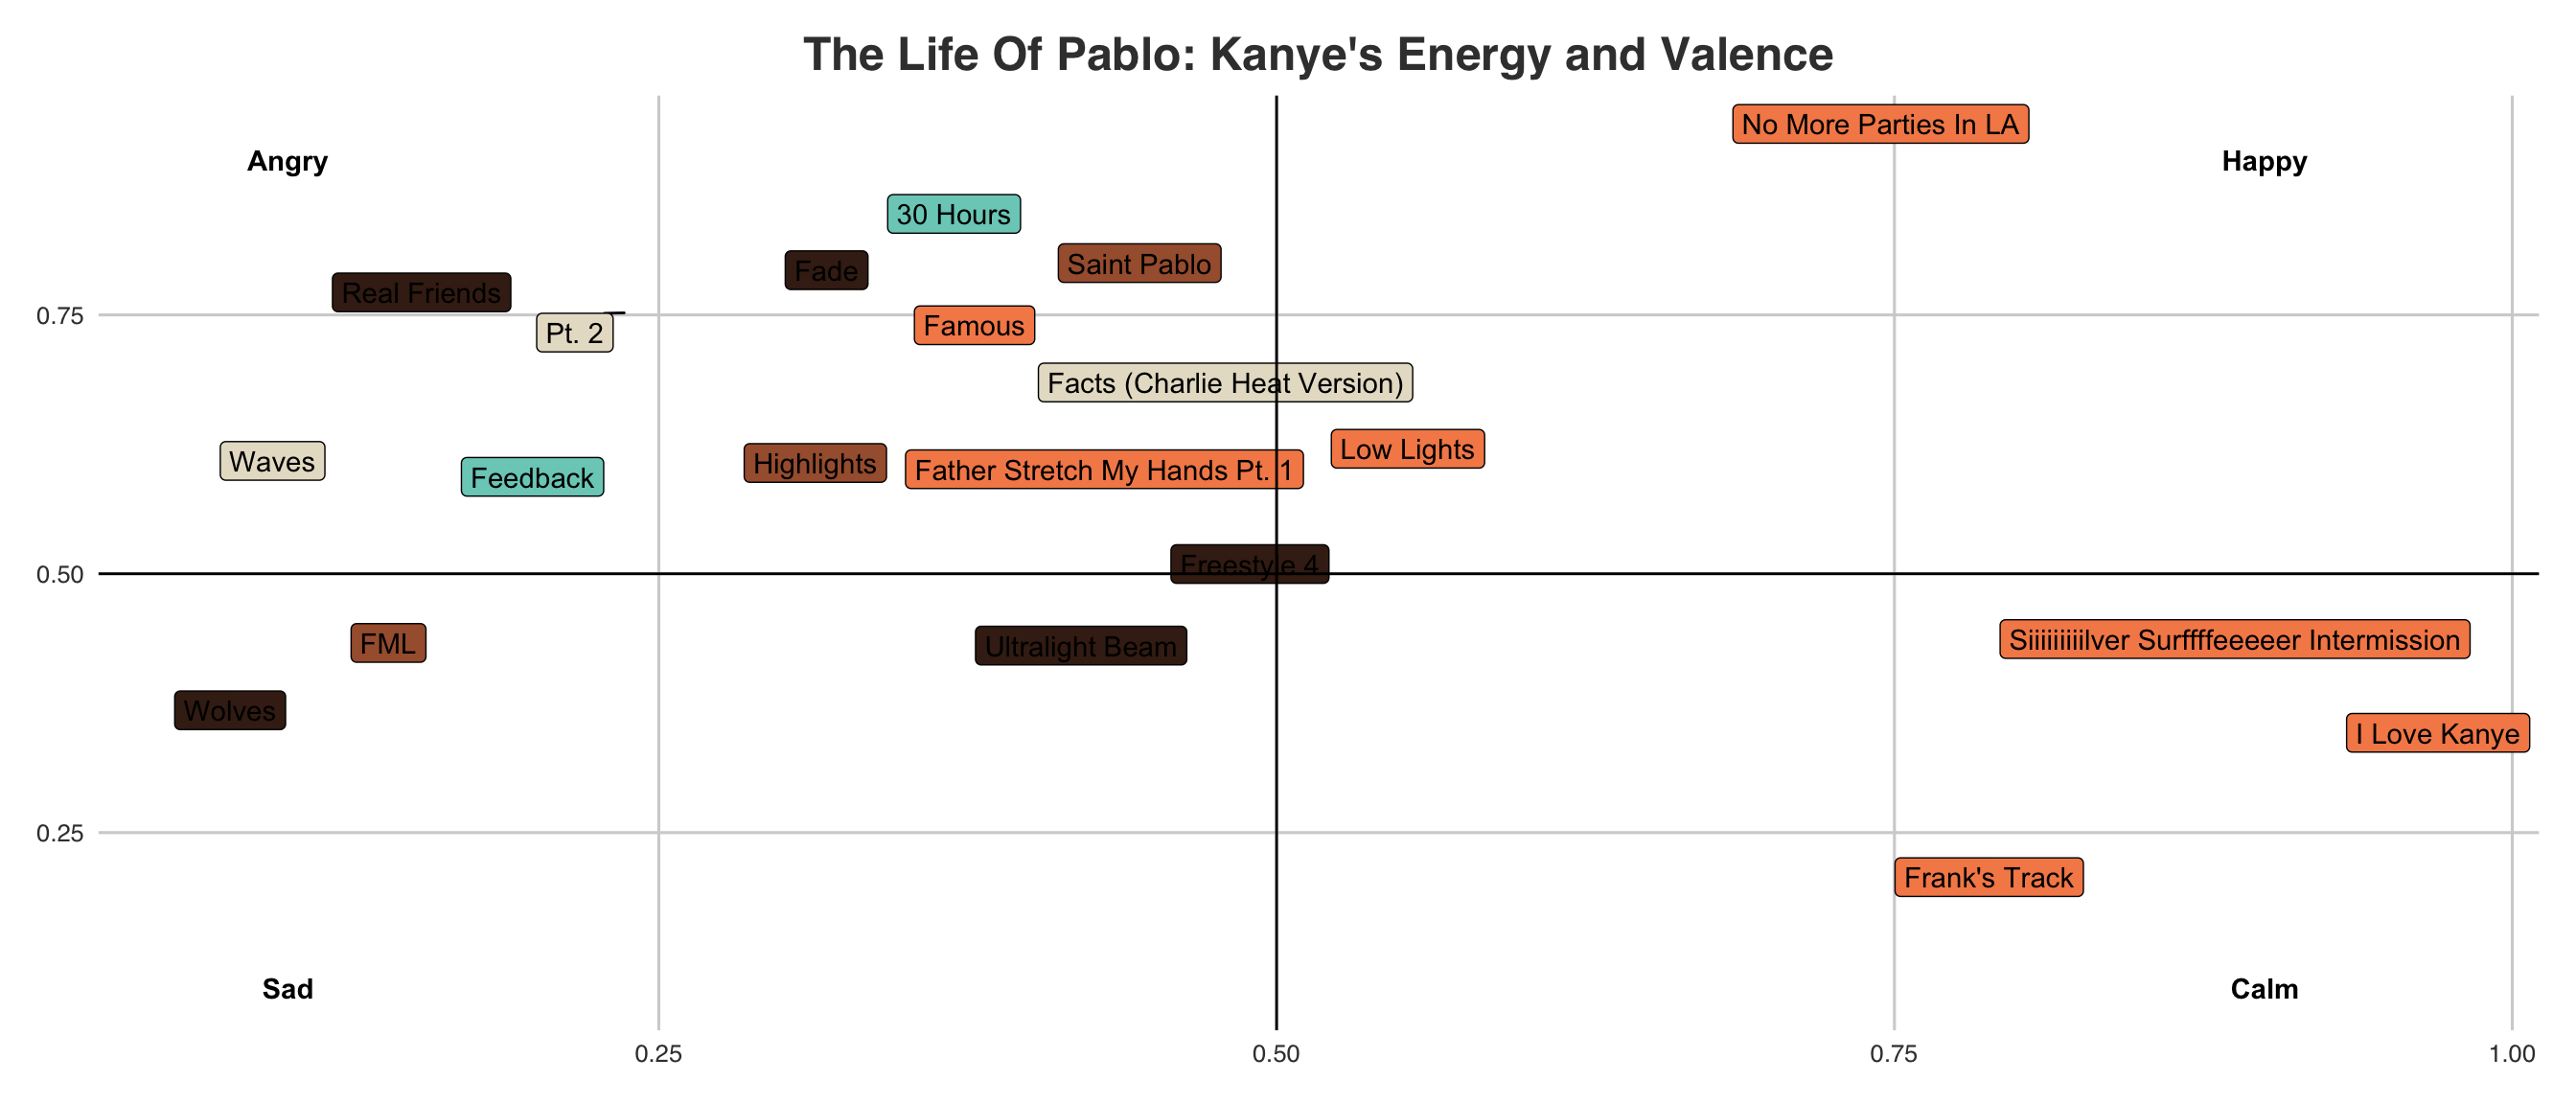 The Life Of Pablo: Kanye's Energy and Valence
No More Parties In LA
Angry
Happy
30 Hours
Fade
Saint Pablo
Real Friends
0.75
Pt. 2
Famous
Facts (Charlie Heat Version)
Waves
Feedback
Highlights
Father Stretch My Hands Pt. 1
Low Lights
0.50
Freestyle 4
FML
Ultralight Beam
Siiiiiiiiilver Surffffeeeeer Intermission
Wolves
I Love Kanye
0.25
Frank's Track
Sad
Calm
0.25
0.50
0.75
1.00